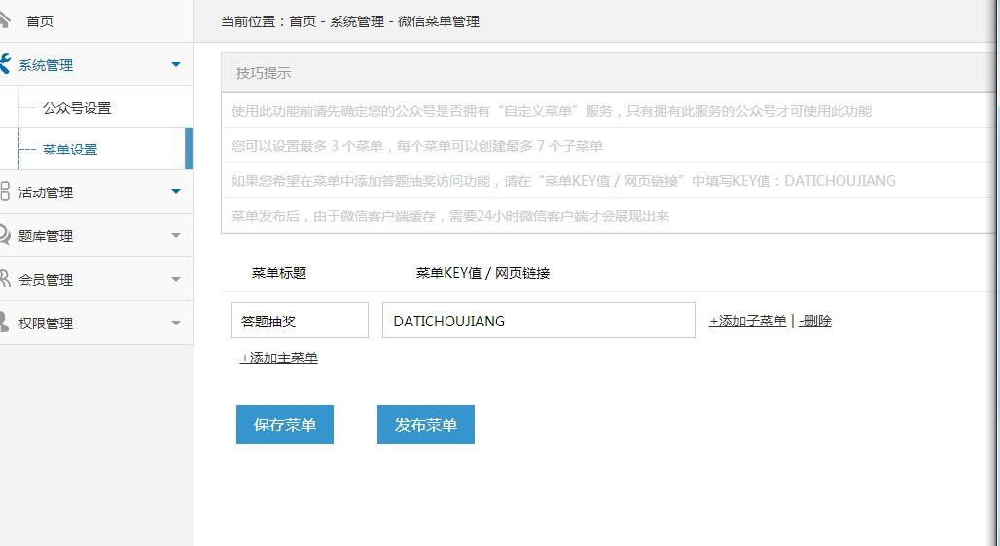 首页
系统管理
公众号设置
菜单设置
活动管理
题库管理
会员管理
权限管理
当前位置：首页 - 系统管理 - 微信菜单管理
技巧提示
使用此功能前请先确定您的公众号是否拥有“自定义菜单”服务，只有拥有此服务的公众号才可使用此功能
您可以设置最多 3 个菜单，每个菜单可以创建最多 7 个子菜单
如果您希望在菜单中添加答题抽奖访问功能，请在“菜单KEY值 / 网页链接”中填写KEY值：DATICHOUJIANG
菜单发布后，由于微信客户端缓存，需要24小时微信客户端才会展现出来
菜单标题 菜单KEY值 / 网页链接
答题抽奖 DATICHOUJIANG +添加子菜单 | -删除
+添加主菜单
保存菜单 发布菜单